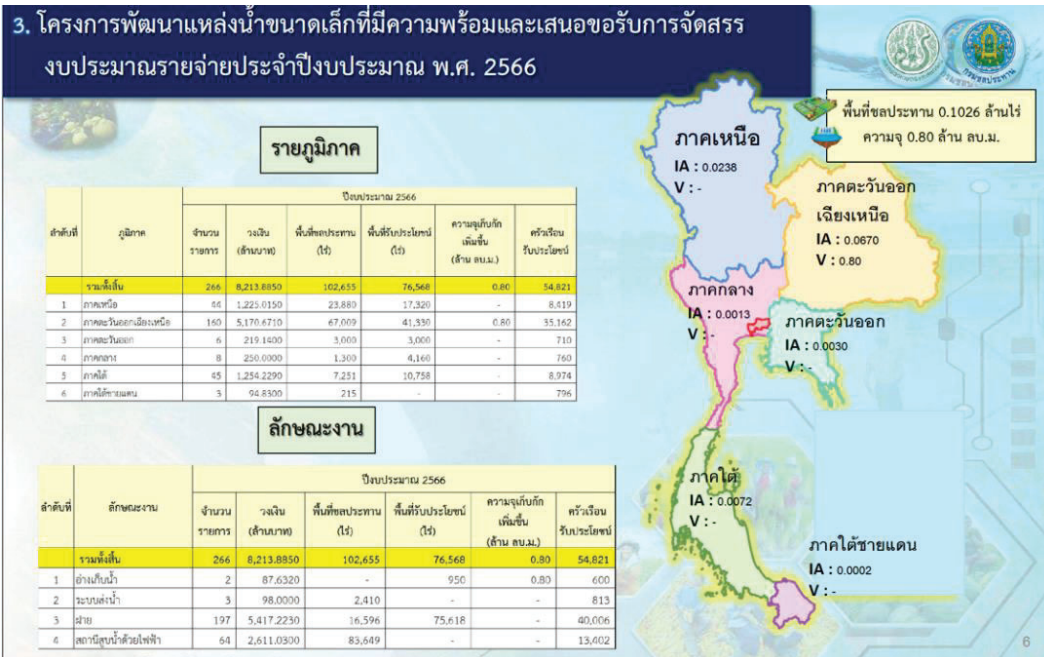 3. โครงการพัฒนาแหล่งน้ำขนาดเล็กที่มีความพร้อมและเสนอขอรับการจัดสรร
งบประมาณรายจ่ายประจำปีงบประมาณ พ.ศ. 2566
พื้นที่ชลประทาน 0.1026 ล้านไร่
ความจุ 0.80 ล้าน ลบ.ม.
รายภูมิภาค
ลำดับที่ ภูมิภาค ปีงบประมาณ 2566
จำนวนรายการ วงเงิน (ล้านบาท) พื้นที่ชลประทาน (ไร่) พื้นที่รับประโยชน์ (ไร่) ความจุเก็บกักเพิ่มขึ้น (ล้าน ลบ.ม.) ครัวเรือนรับประโยชน์
รวมทั้งสิ้น 266 8,213.8850 102,655 76,568 0.80 54,821
1 ภาคเหนือ 44 1,225.0150 23,880 17,320 - 8,419
2 ภาคตะวันออกเฉียงเหนือ 160 5,170.6710 67,009 41,330 0.80 35,162
3 ภาคตะวันออก 6 219.1400 3,000 3,000 - 710
4 ภาคกลาง 8 250.0000 1,300 4,160 - 760
5 ภาคใต้ 45 1,254.2290 7,251 10,758 - 8,974
6 ภาคใต้ชายแดน 3 94.8300 215 - - 796
ลักษณะงาน
ลำดับที่ ลักษณะงาน ปีงบประมาณ 2566
จำนวนรายการ วงเงิน (ล้านบาท) พื้นที่ชลประทาน (ไร่) พื้นที่รับประโยชน์ (ไร่) ความจุเก็บกักเพิ่มขึ้น (ล้าน ลบ.ม.) ครัวเรือนรับประโยชน์
รวมทั้งสิ้น 266 8,213.8850 102,655 76,568 0.80 54,821
1 อ่างเก็บน้ำ 2 87.6320 - 950 0.80 600
2 ระบบส่งน้ำ 3 98.0000 2,410 - - 813
3 ฝาย 197 5,417.2230 16,596 75,618 - 40,006
4 สถานีสูบน้ำด้วยไฟฟ้า 64 2,611.0300 83,649 - - 13,402
ภาคเหนือ
IA : 0.0238
V : -
ภาคตะวันออก
เฉียงเหนือ
IA : 0.0670
V : 0.80
ภาคกลาง
IA : 0.0013
V : -
ภาคตะวันออก
IA : 0.0030
V : -
ภาคใต้
IA : 0.0072
V : -
ภาคใต้ชายแดน
IA : 0.0002
V : -
6